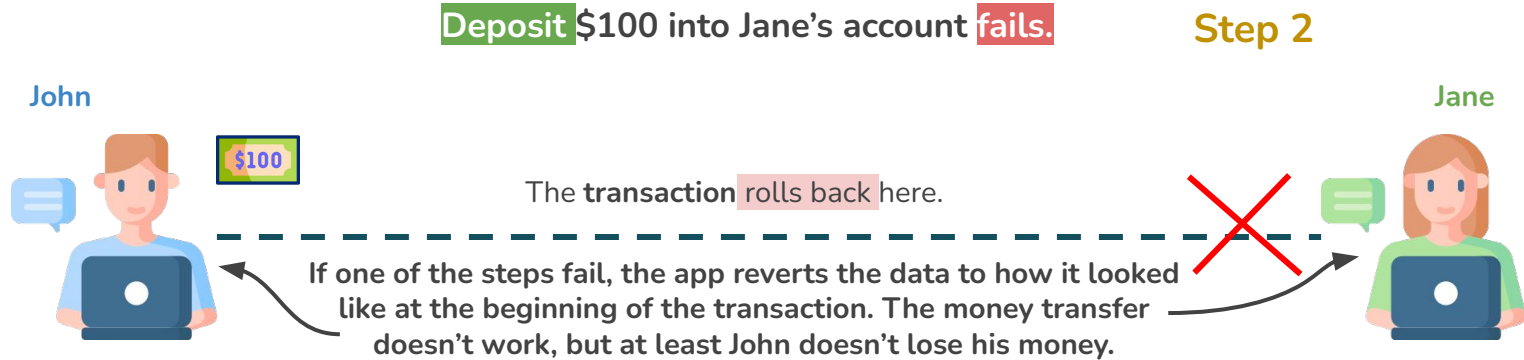 Deposit $100 into Jane’s account fails.
Step 2
John
Jane
$100
The transaction rolls back here.
If one of the steps fail, the app reverts the data to how it looked
like at the beginning of the transaction. The money transfer
doesn’t work, but at least John doesn’t lose his money.